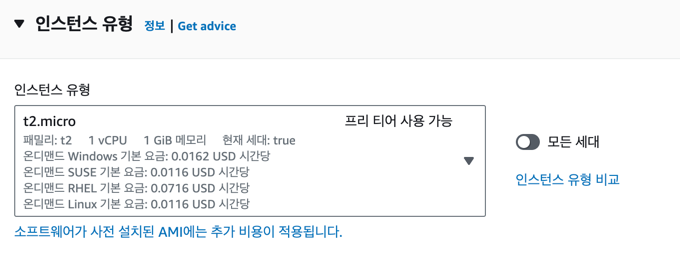 인스턴스 유형 정보 | Get advice
인스턴스 유형
t2.micro 프리 티어 사용 가능
패밀리: t2 1 vCPU 1 GiB 메모리 현재 세대: true
온디맨드 Windows 기본 요금: 0.0162 USD 시간당
온디맨드 SUSE 기본 요금: 0.0116 USD 시간당
온디맨드 RHEL 기본 요금: 0.0716 USD 시간당
온디맨드 Linux 기본 요금: 0.0116 USD 시간당
모든 세대
인스턴스 유형 비교
소프트웨어가 사전 설치된 AMI에는 추가 비용이 적용됩니다.